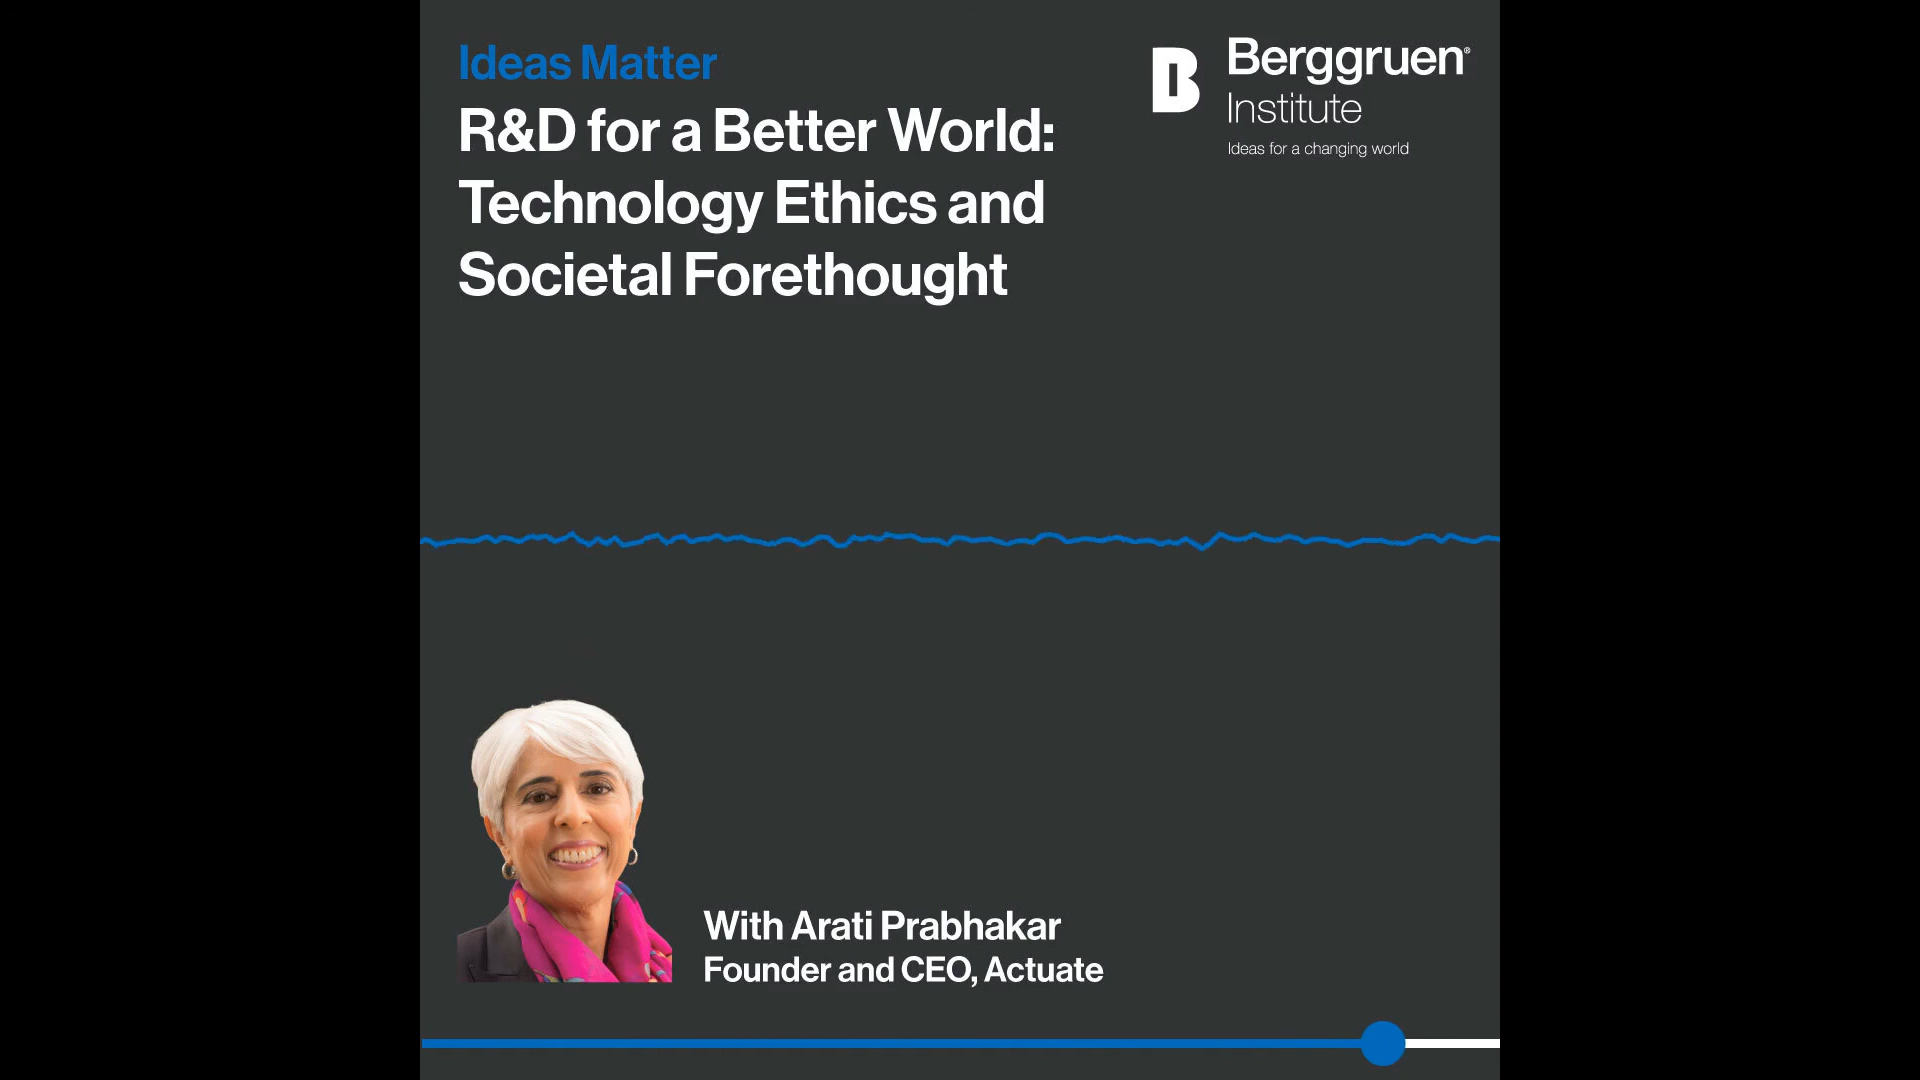 Ideas Matter
R&D for a Better World:
Technology Ethics and
Societal Forethought
B
Berggruen®
Institute
Ideas for a changing world
With Arati Prabhakar
Founder and CEO, Actuate